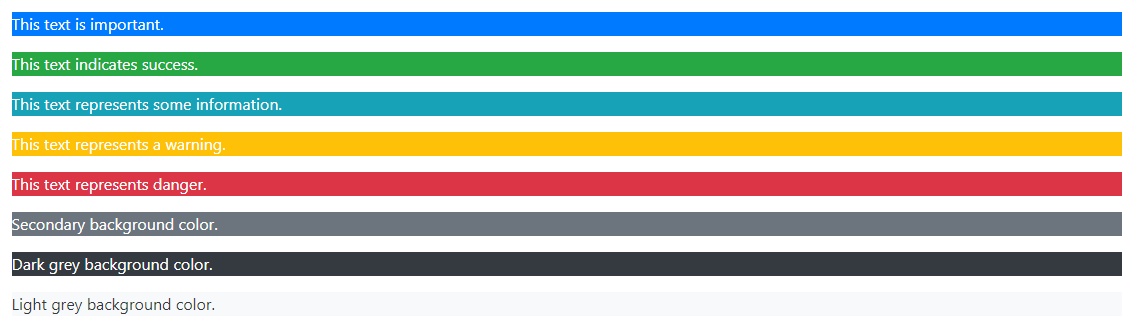 This text is important.
This text indicates success.
This text represents some information.
This text represents a warning.
This text represents danger.
Secondary background color.
Dark grey background color.
Light grey background color.